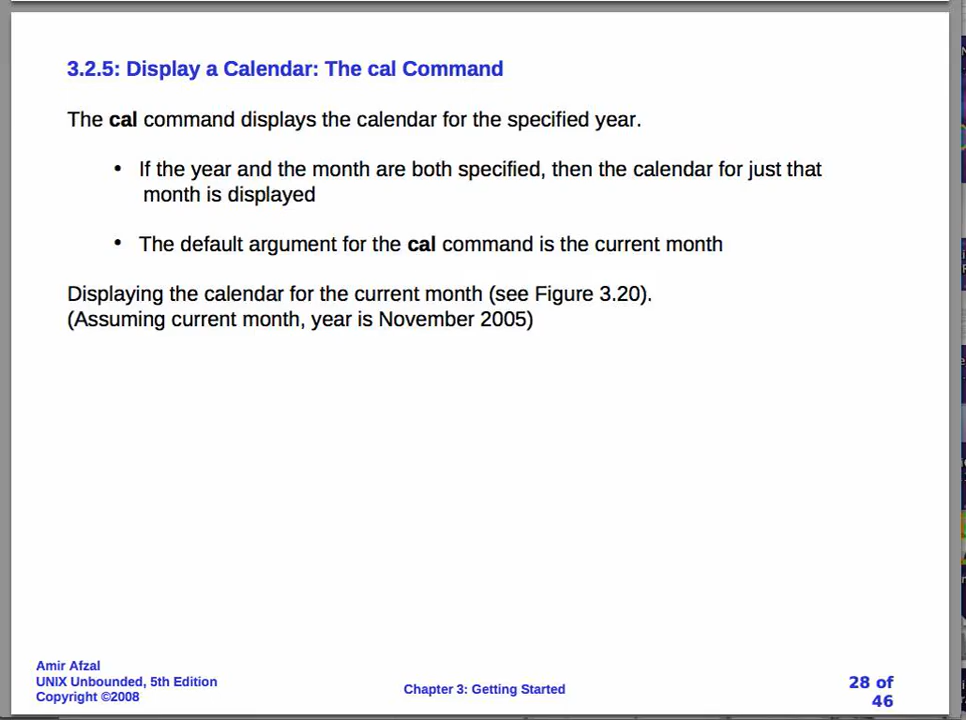 3.2.5: Display a Calendar: The cal Command
The cal command displays the calendar for the specified year.
• If the year and the month are both specified, then the calendar for just that
month is displayed
• The default argument for the cal command is the current month
Displaying the calendar for the current month (see Figure 3.20).
(Assuming current month, year is November 2005)
Amir Afzal
UNIX Unbounded, 5th Edition
Copyright ©2008
Chapter 3: Getting Started
28 of
46